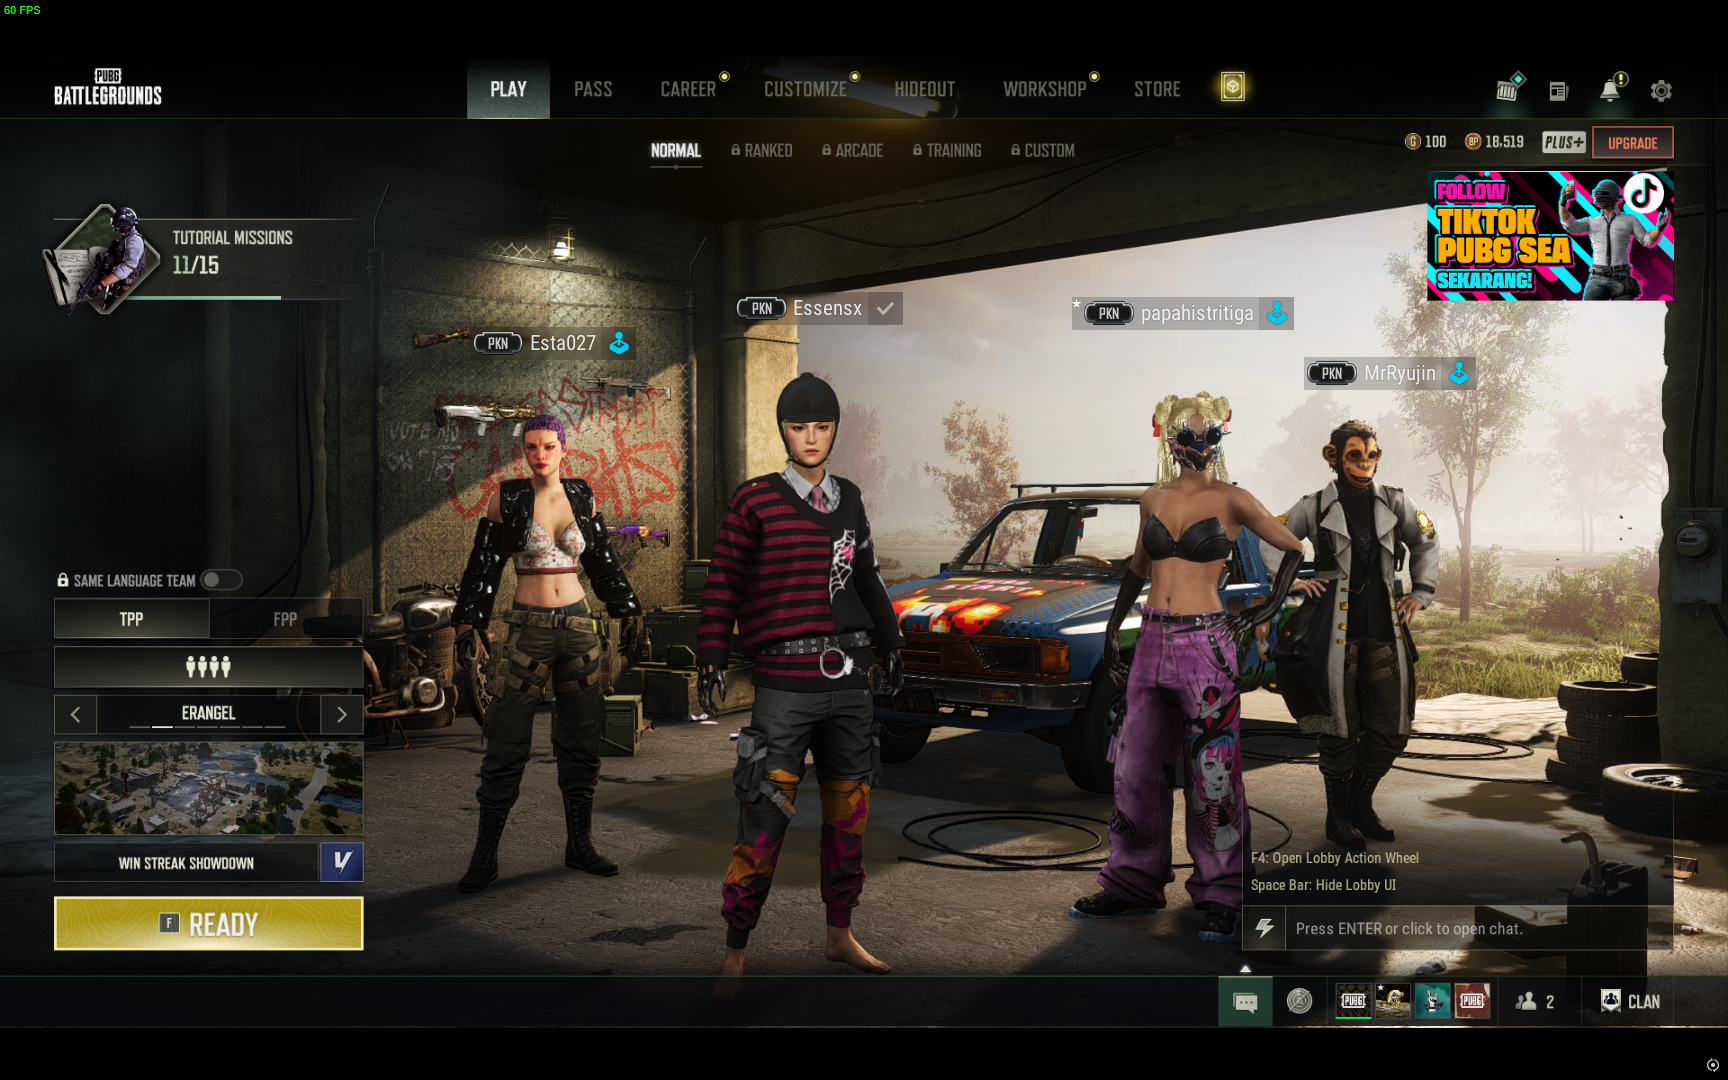 60 FPS
PUBG
BATTLEGROUNDS
PLAY
PASS
CAREER
CUSTOMIZE
HIDEOUT
WORKSHOP
STORE
NORMAL
RANKED
ARCADE
TRAINING
CUSTOM
G 100
BP 18,519
PLUS+
UPGRADE
FOLLOW
TIKTOK
PUBG SEA
SEKARANG!
TUTORIAL MISSIONS
11/15
PKN Essensx
PKN papahistritiga
PKN Esta027
PKN MrRyujin
SAME LANGUAGE TEAM
TPP
FPP
ERANGEL
WIN STREAK SHOWDOWN
V
F READY
F4: Open Lobby Action Wheel
Space Bar: Hide Lobby UI
Press ENTER or click to open chat.
PUBG
PUBG
2
CLAN